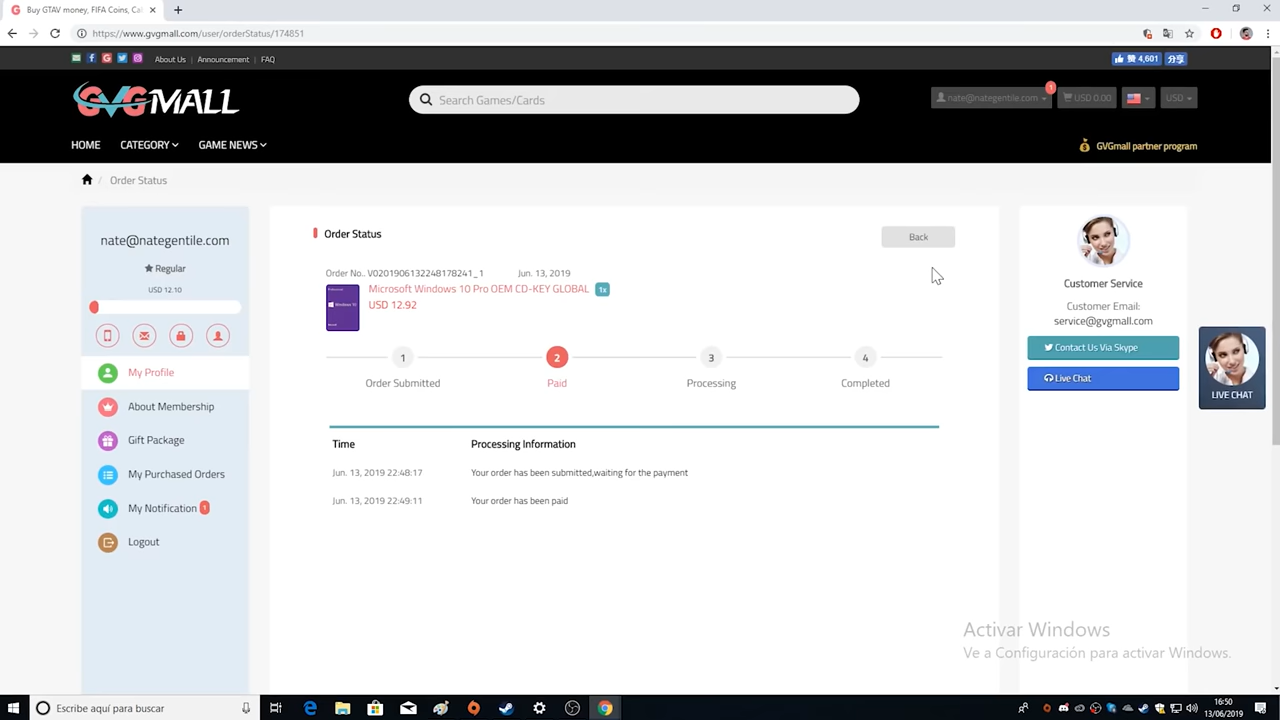 Buy GTAV money, FIFA Coins, Ca
https://www.gvgmall.com/user/orderStatus/174851
About Us | Announcement | FAQ
赞 4,601 分享
GVGMALL
Search Games/Cards
nate@nategentile.com
1
USD 0.00
USD
HOME CATEGORY GAME NEWS
GVGmall partner program
/ Order Status
nate@nategentile.com
Regular
USD 12.10
My Profile
About Membership
Gift Package
My Purchased Orders
My Notification 1
Logout
Order Status
Back
Order No.. V0201906132248178241_1 Jun. 13, 2019
Microsoft Windows 10 Pro OEM CD-KEY GLOBAL 1x
USD 12.92
1 2 3 4
Order Submitted Paid Processing Completed
Time Processing Information
Jun. 13, 2019 22:48:17 Your order has been submitted,waiting for the payment
Jun. 13, 2019 22:49:11 Your order has been paid
Customer Service
Customer Email:
service@gvgmall.com
Contact Us Via Skype
Live Chat
LIVE CHAT
Activar Windows
Ve a Configuración para activar Windows.
Escribe aquí para buscar
16:50
13/06/2019